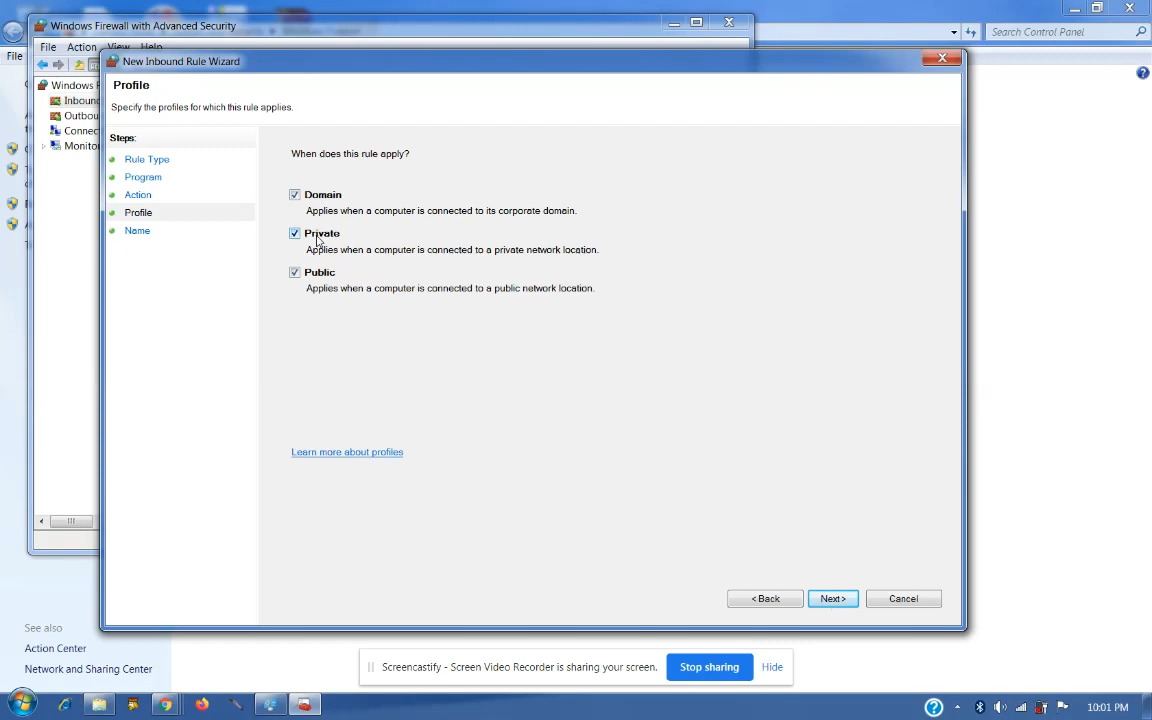 Windows Firewall with Advanced Security
Search Control Panel
File Action View Help
File
New Inbound Rule Wizard
Windows F
Inbound
Outbou
Connec
Monito
Profile
Specify the profiles for which this rule applies.
Steps:
Rule Type
Program
Action
Profile
Name
When does this rule apply?
Domain
Applies when a computer is connected to its corporate domain.
Private
Applies when a computer is connected to a private network location.
Public
Applies when a computer is connected to a public network location.
Learn more about profiles
< Back
Next >
Cancel
See also
Action Center
Network and Sharing Center
Screencastify - Screen Video Recorder is sharing your screen.
Stop sharing
Hide
10:01 PM